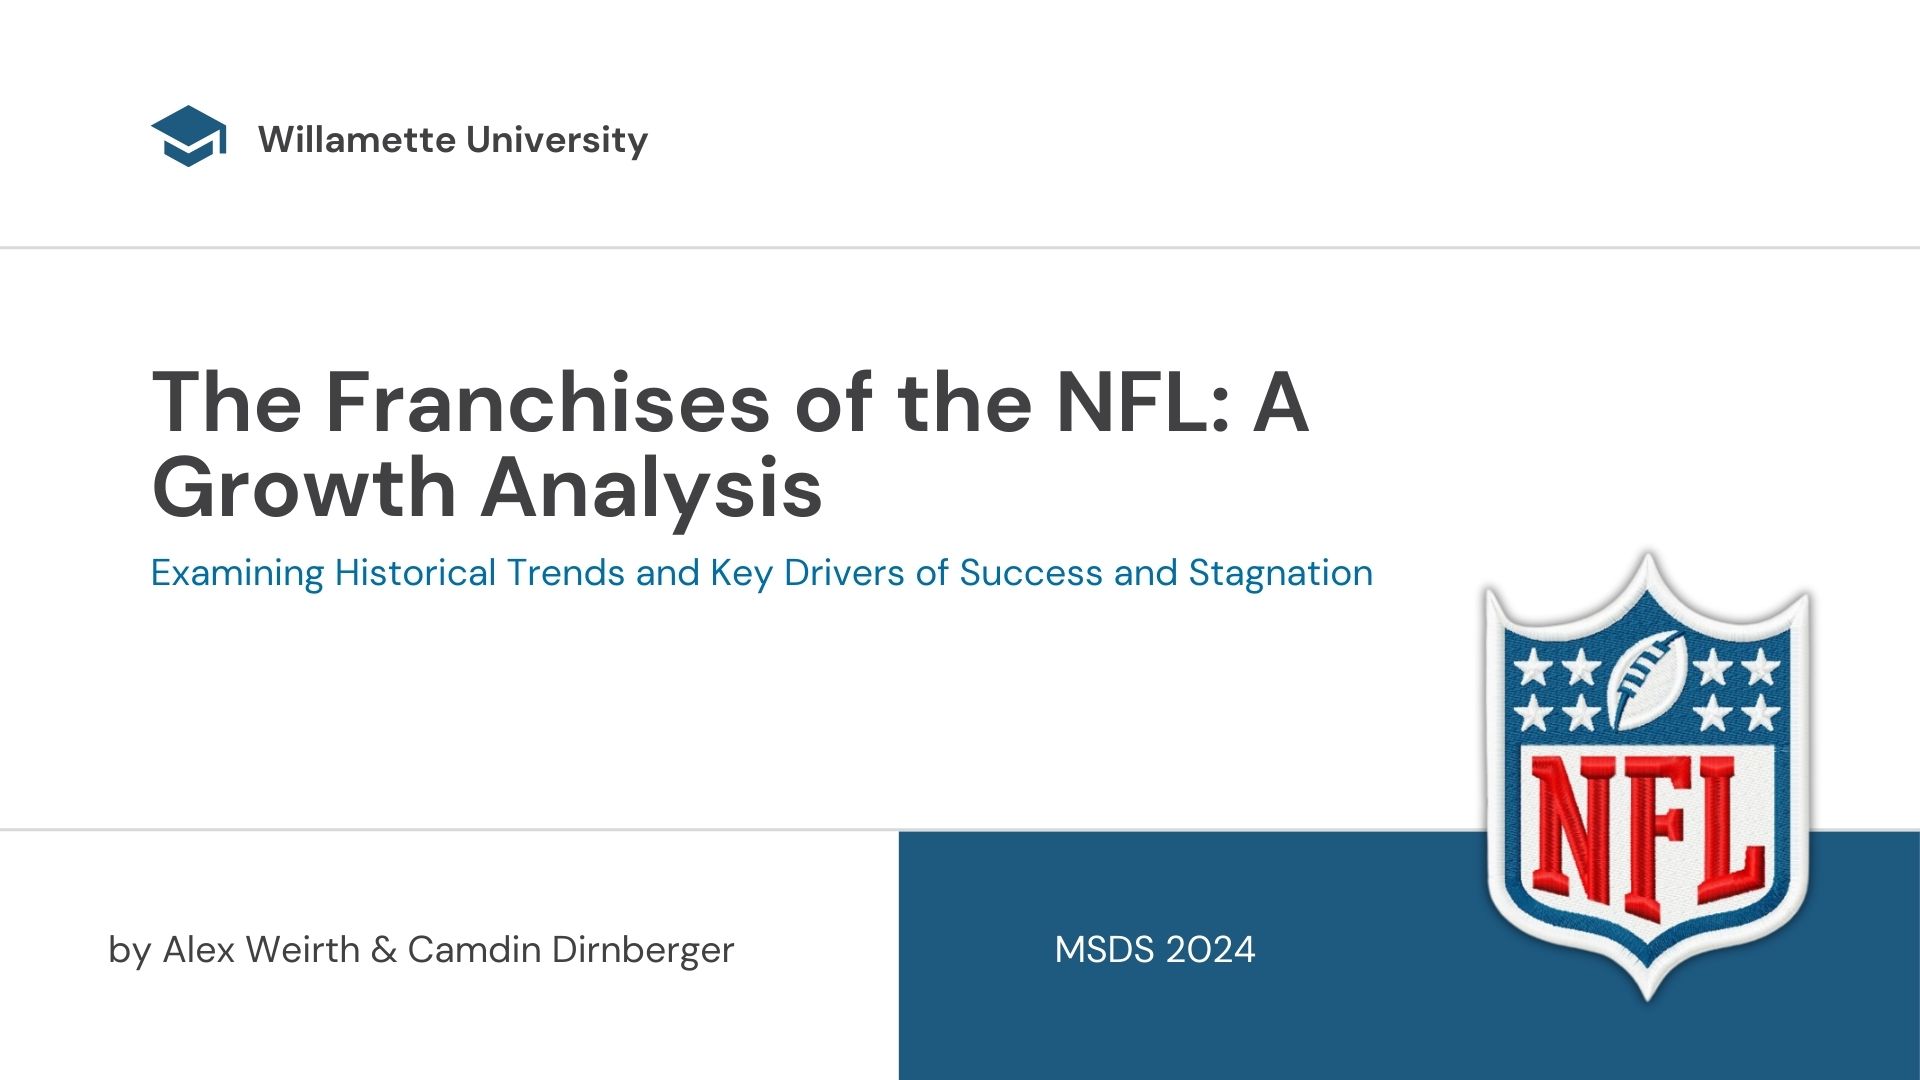 Willamette University
The Franchises of the NFL: A
Growth Analysis
Examining Historical Trends and Key Drivers of Success and Stagnation
NFL
by Alex Weirth & Camdin Dirnberger
MSDS 2024